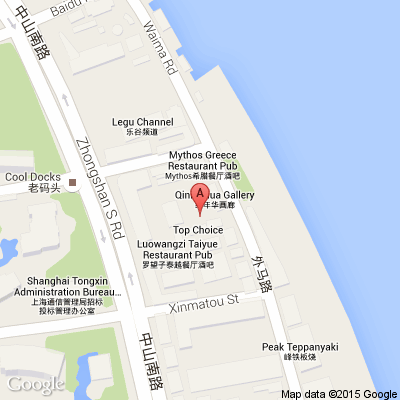 Baidu
中山南路
Waima Rd
Legu Channel
乐谷频道
Zhongshan S Rd
Mythos Greece
Restaurant Pub
Mythos希腊餐厅酒吧
Cool Docks
老码头
A
Gallery
年华画廊
Top Choice
Luowangzi Taiyue
Restaurant Pub
罗望子泰越餐厅酒吧
外马路
Shanghai Tongxin
Administration Bureau...
上海通信管理局招标
投标管理办公室
Xinmatou St
中山南路
Peak Teppanyaki
峰铁板烧
Google
Map data ©2015 Google